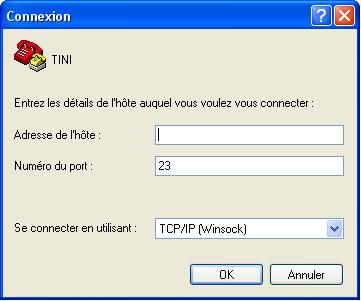 Connexion
TINI
Entrez les détails de l'hôte auquel vous voulez vous connecter :
Adresse de l'hôte :
Numéro du port : 23
Se connecter en utilisant : TCP/IP (Winsock)
OK Annuler